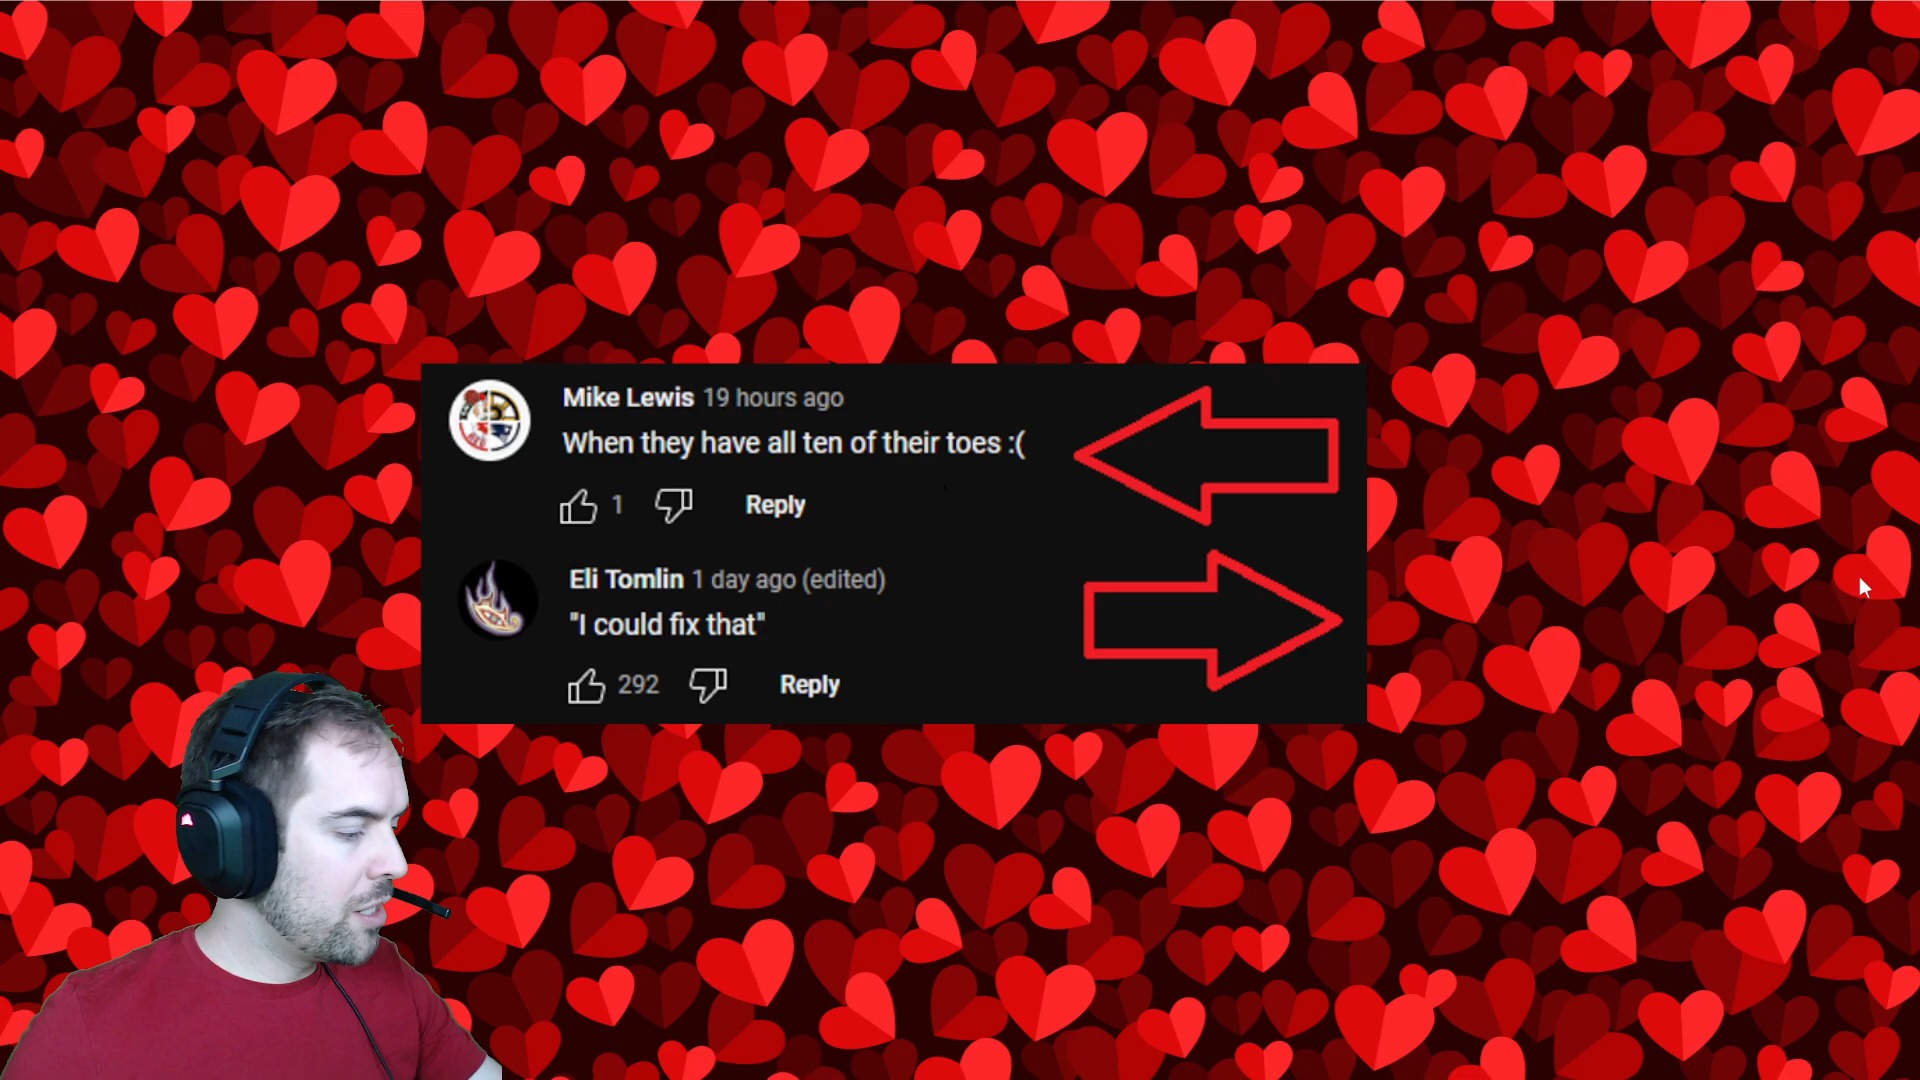 Mike Lewis 19 hours ago
When they have all ten of their toes :(
1 Reply
Eli Tomlin 1 day ago (edited)
"I could fix that"
292 Reply